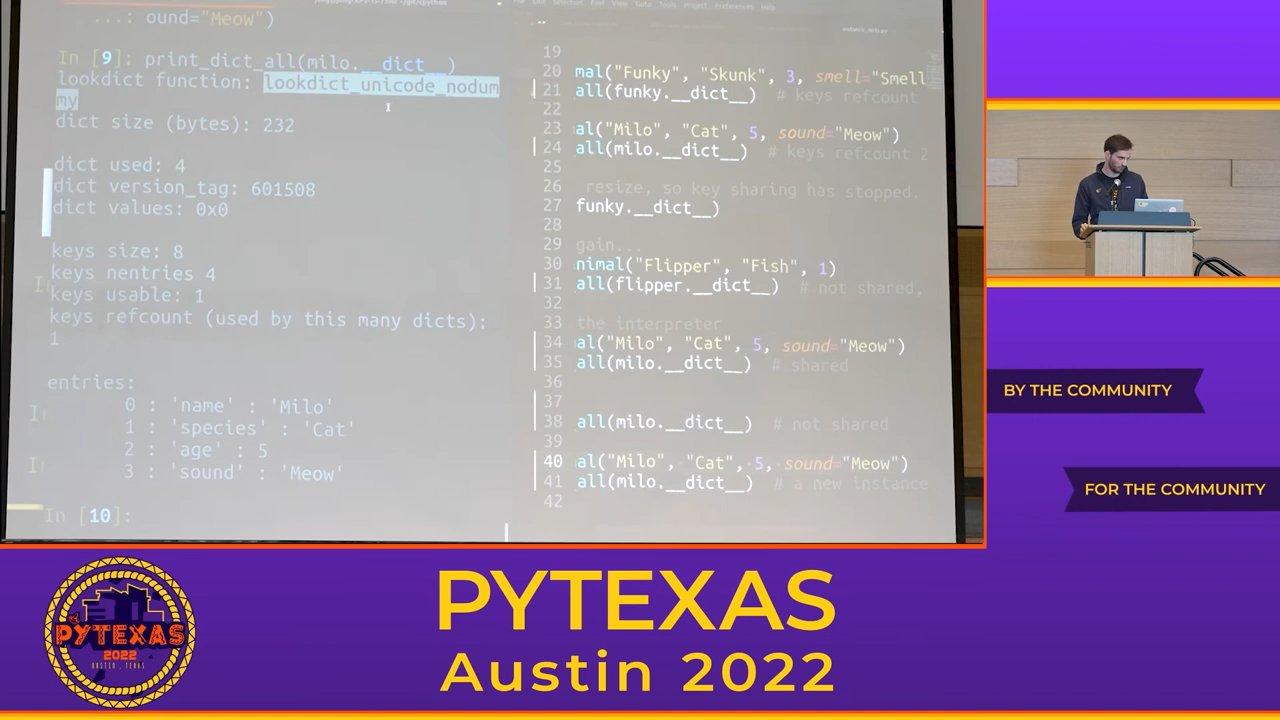 ...: ound="Meow")
In [9]: print_dict_all(milo.__dict__)
lookdict function: lookdict_unicode_nodum
my
dict size (bytes): 232
dict used: 4
dict version_tag: 601508
dict values: 0x0
keys size: 8
keys nentries 4
keys usable: 1
keys refcount (used by this many dicts):
1
entries:
0 : 'name' : 'Milo'
1 : 'species' : 'Cat'
2 : 'age' : 5
3 : 'sound' : 'Meow'
In [10]:
19
20 mal("Funky", "Skunk", 3, smell="Smell
21 all(funky.__dict__) # keys refcount
22
23 al("Milo", "Cat", 5, sound="Meow")
24 all(milo.__dict__) # keys refcount 2
25
26 resize, so key sharing has stopped.
27 funky.__dict__)
28
29 gain...
30 nimal("Flipper", "Fish", 1)
31 all(flipper.__dict__) # not shared,
32
33 the interpreter
34 al("Milo", "Cat", 5, sound="Meow")
35 all(milo.__dict__) # shared
36
37
38 all(milo.__dict__) # not shared
39
40 al("Milo", "Cat", 5, sound="Meow")
41 all(milo.__dict__) # a new instance
42
BY THE COMMUNITY
FOR THE COMMUNITY
PYTEXAS
2022
AUSTIN, TEXAS
PYTEXAS
Austin 2022